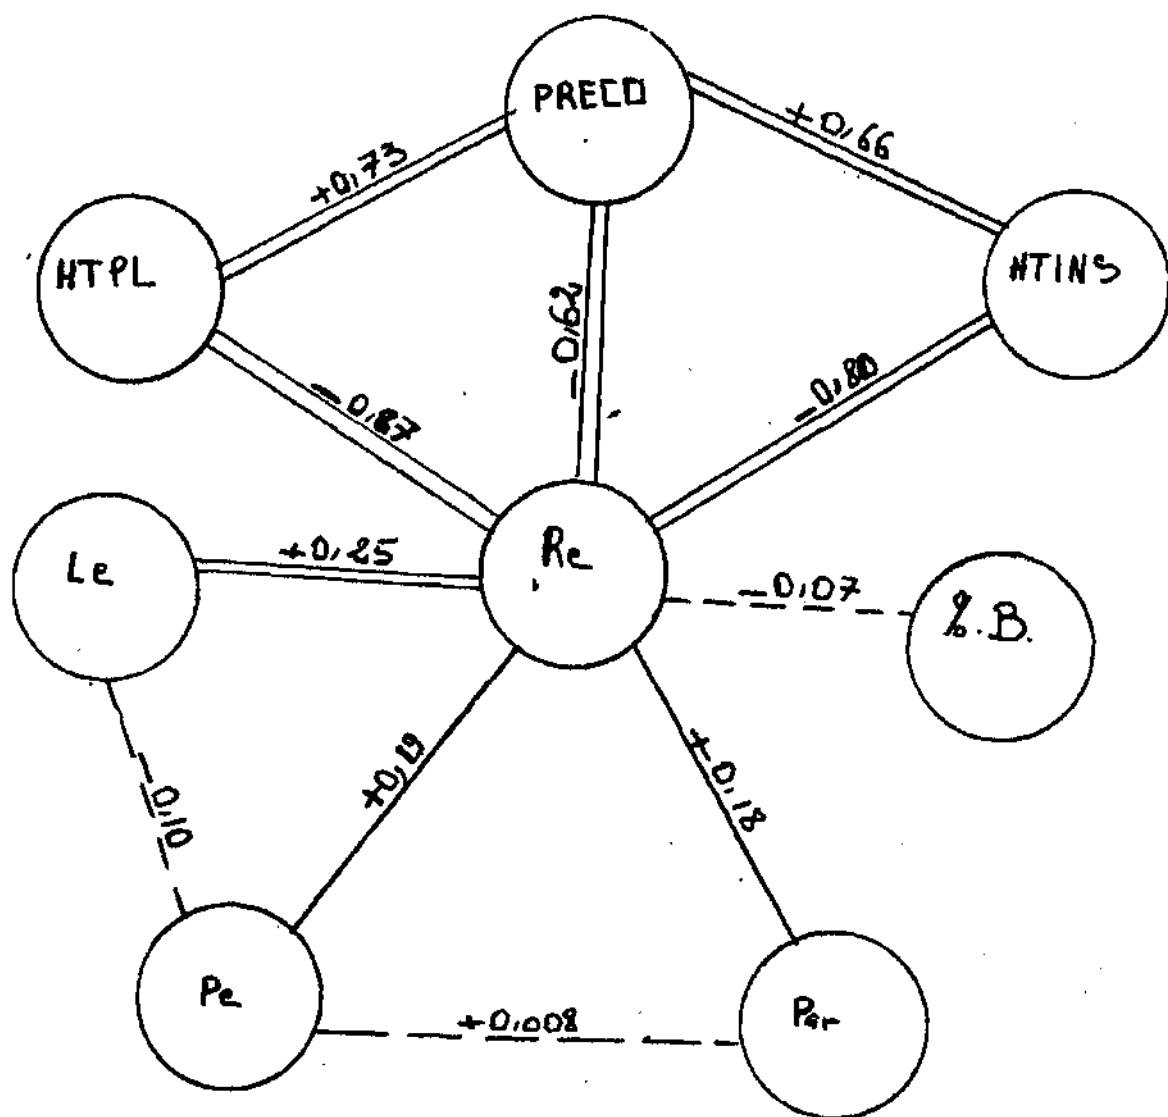 PRECO
+0,66
+0,73
HTPL
HTINS
-0,62
-0,87
-0,80
Re
Le
+0,25
-0,07
%.B.
+0,19
+0,18
-0,10
Pe
+0,008
Par